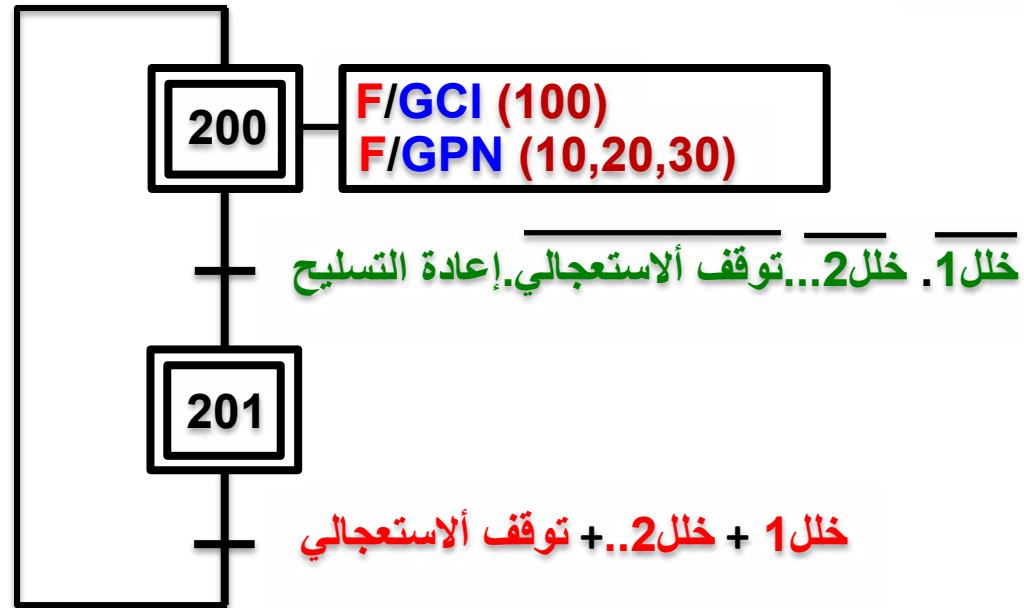 200
F/GCI (100)
F/GPN (10,20,30)
خلل1. خلل2...توقف ألاستعجالي.إعادة التسليح
201
خلل1 + خلل2..+ توقف ألاستعجالي